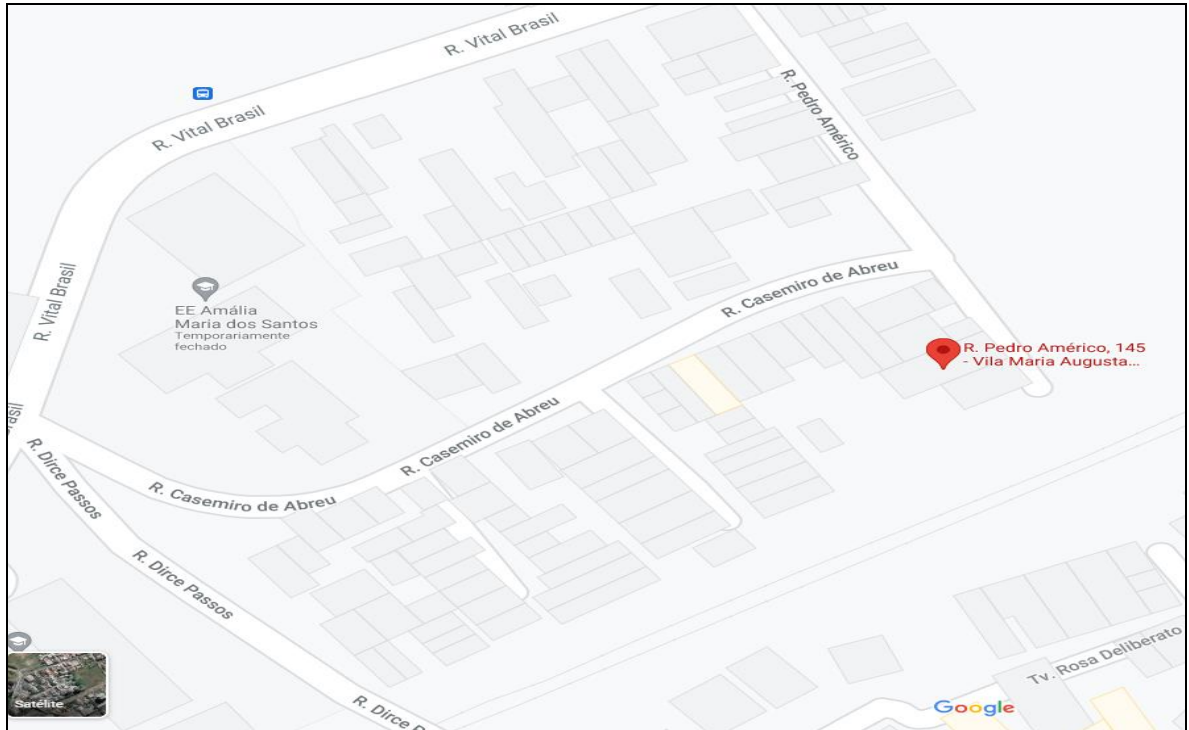 R. Vital Brasil
R. Vital Brasil
R. Pedro Américo
R. Vital Brasil
EE Amália
Maria dos Santos
Temporariamente
fechado
R. Casemiro de Abreu
R. Pedro Américo, 145
- Vila Maria Augusta...
rasil
R. Casemiro de Abreu
R. Dirce Passos
R. Casemiro de Abreu
R. Dirce Passos
Tv. Rosa Deliberato
Satélite
R. Dirce P
Google